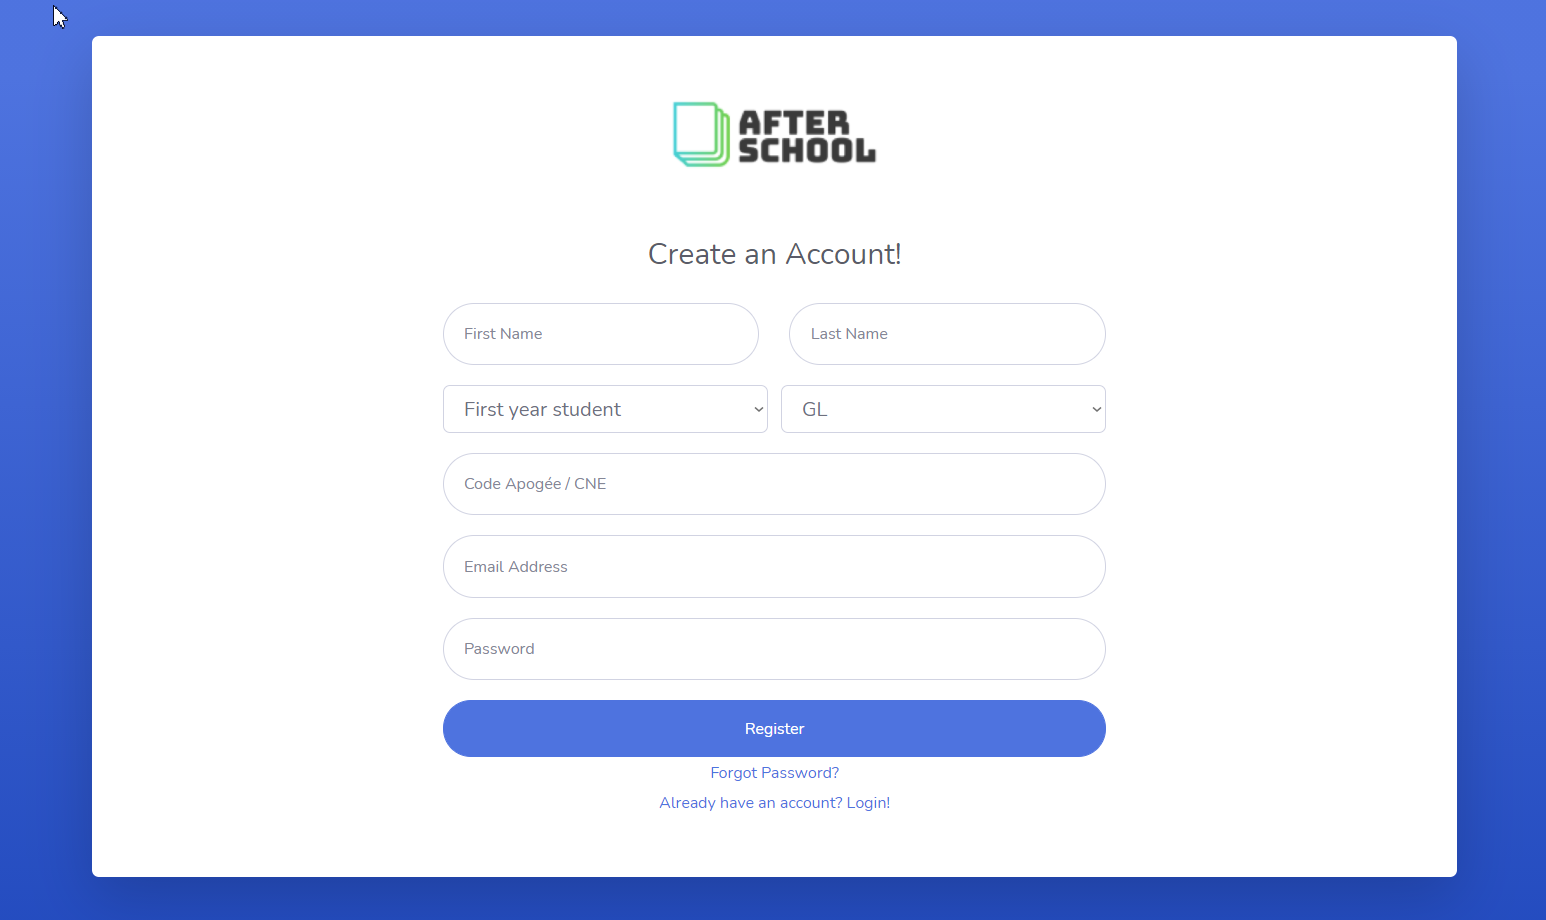 AFTER
SCHOOL
Create an Account!
First Name
Last Name
First year student
GL
Code Apogée / CNE
Email Address
Password
Register
Forgot Password?
Already have an account? Login!